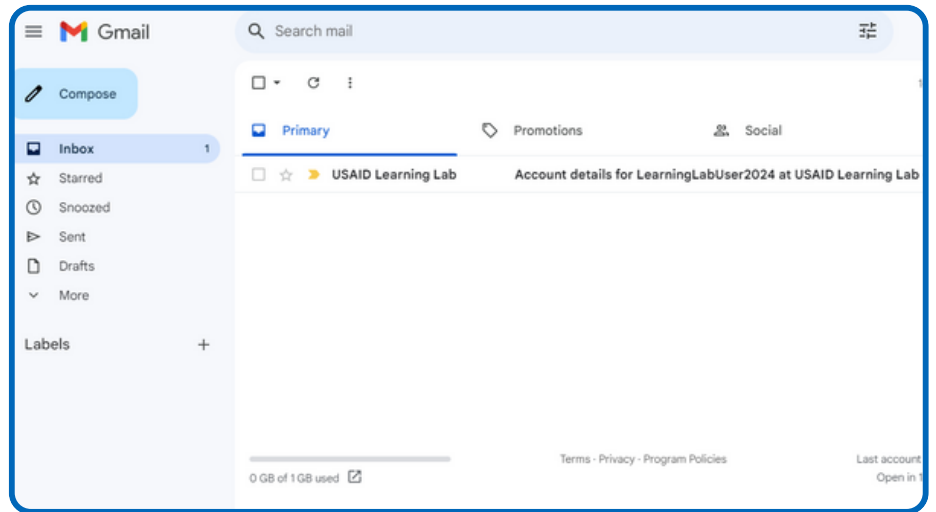 Gmail
Search mail
Compose
Primary
Promotions
Social
Inbox 1
Starred
USAID Learning Lab Account details for LearningLabUser2024 at USAID Learning Lab
Snoozed
Sent
Drafts
More
Labels
Terms · Privacy · Program Policies
Last account
0 GB of 1 GB used
Open in 1